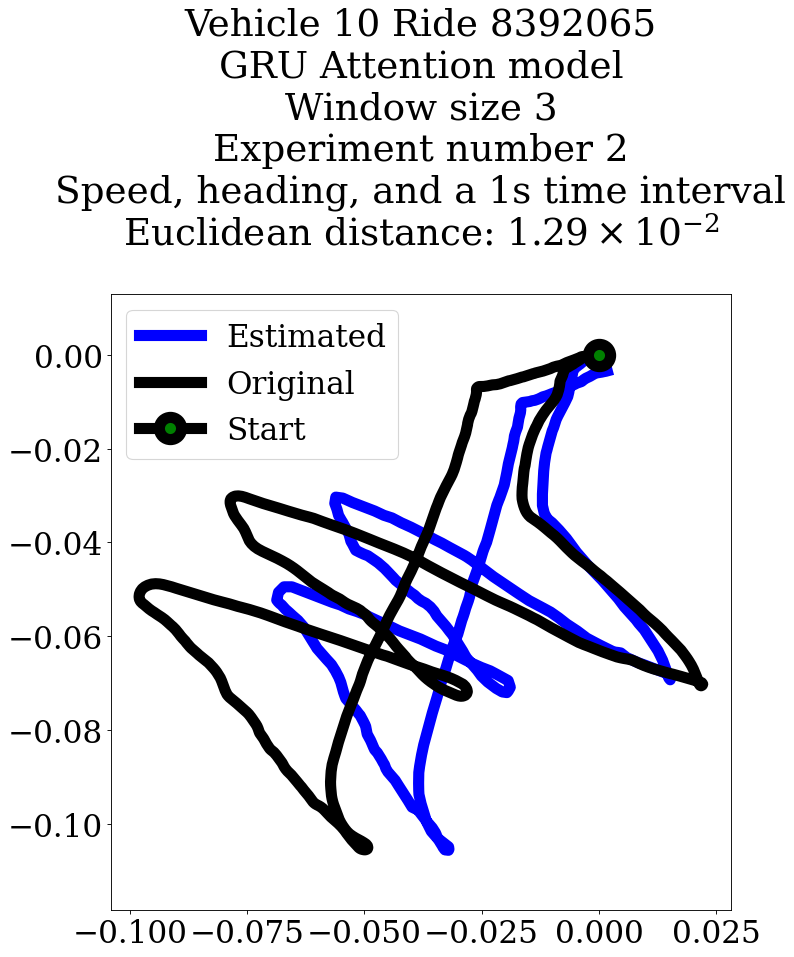 Vehicle 10 Ride 8392065
GRU Attention model
Window size 3
Experiment number 2
Speed, heading, and a 1s time interval
Euclidean distance: 1.29 × 10⁻²
Estimated
Original
Start
0.00
−0.02
−0.04
−0.06
−0.08
−0.10
−0.100 −0.075 −0.050 −0.025 0.000 0.025